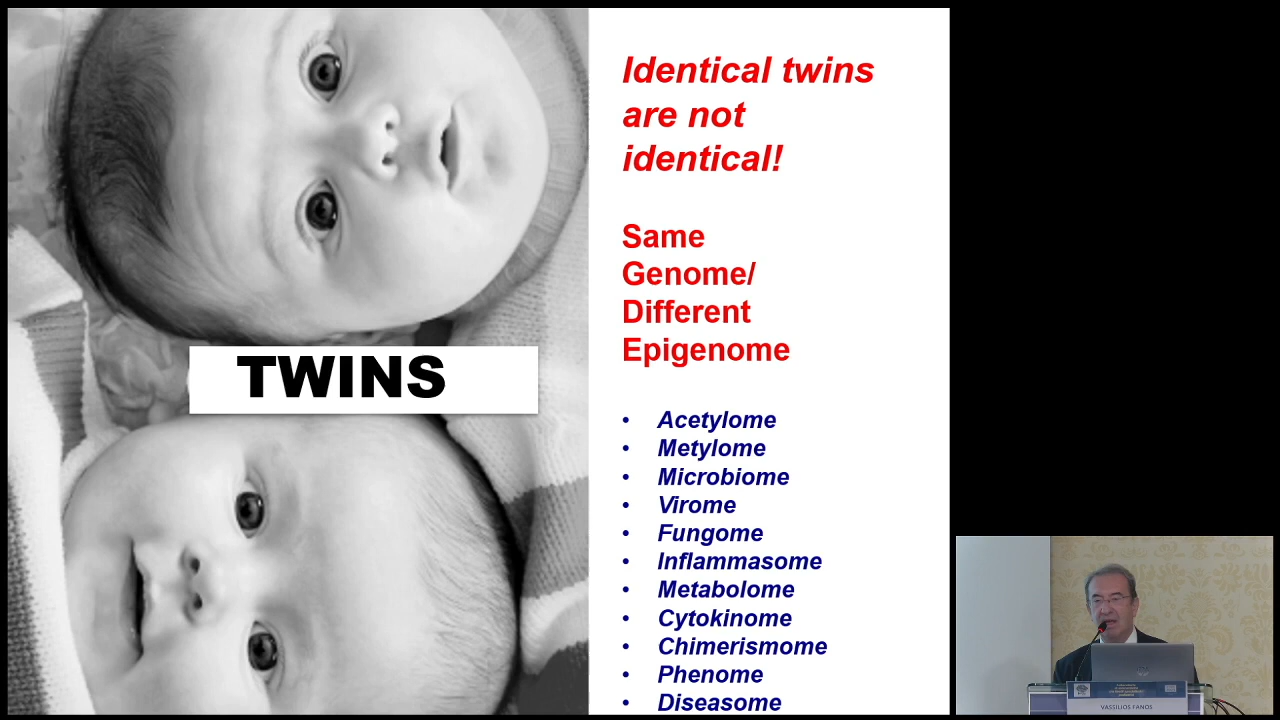 Identical twins
are not
identical!
Same
Genome/
Different
Epigenome
TWINS
• Acetylome
• Metylome
• Microbiome
• Virome
• Fungome
• Inflammasome
• Metabolome
• Cytokinome
• Chimerismome
• Phenome
• Diseasome
VASSILIOS FANOS